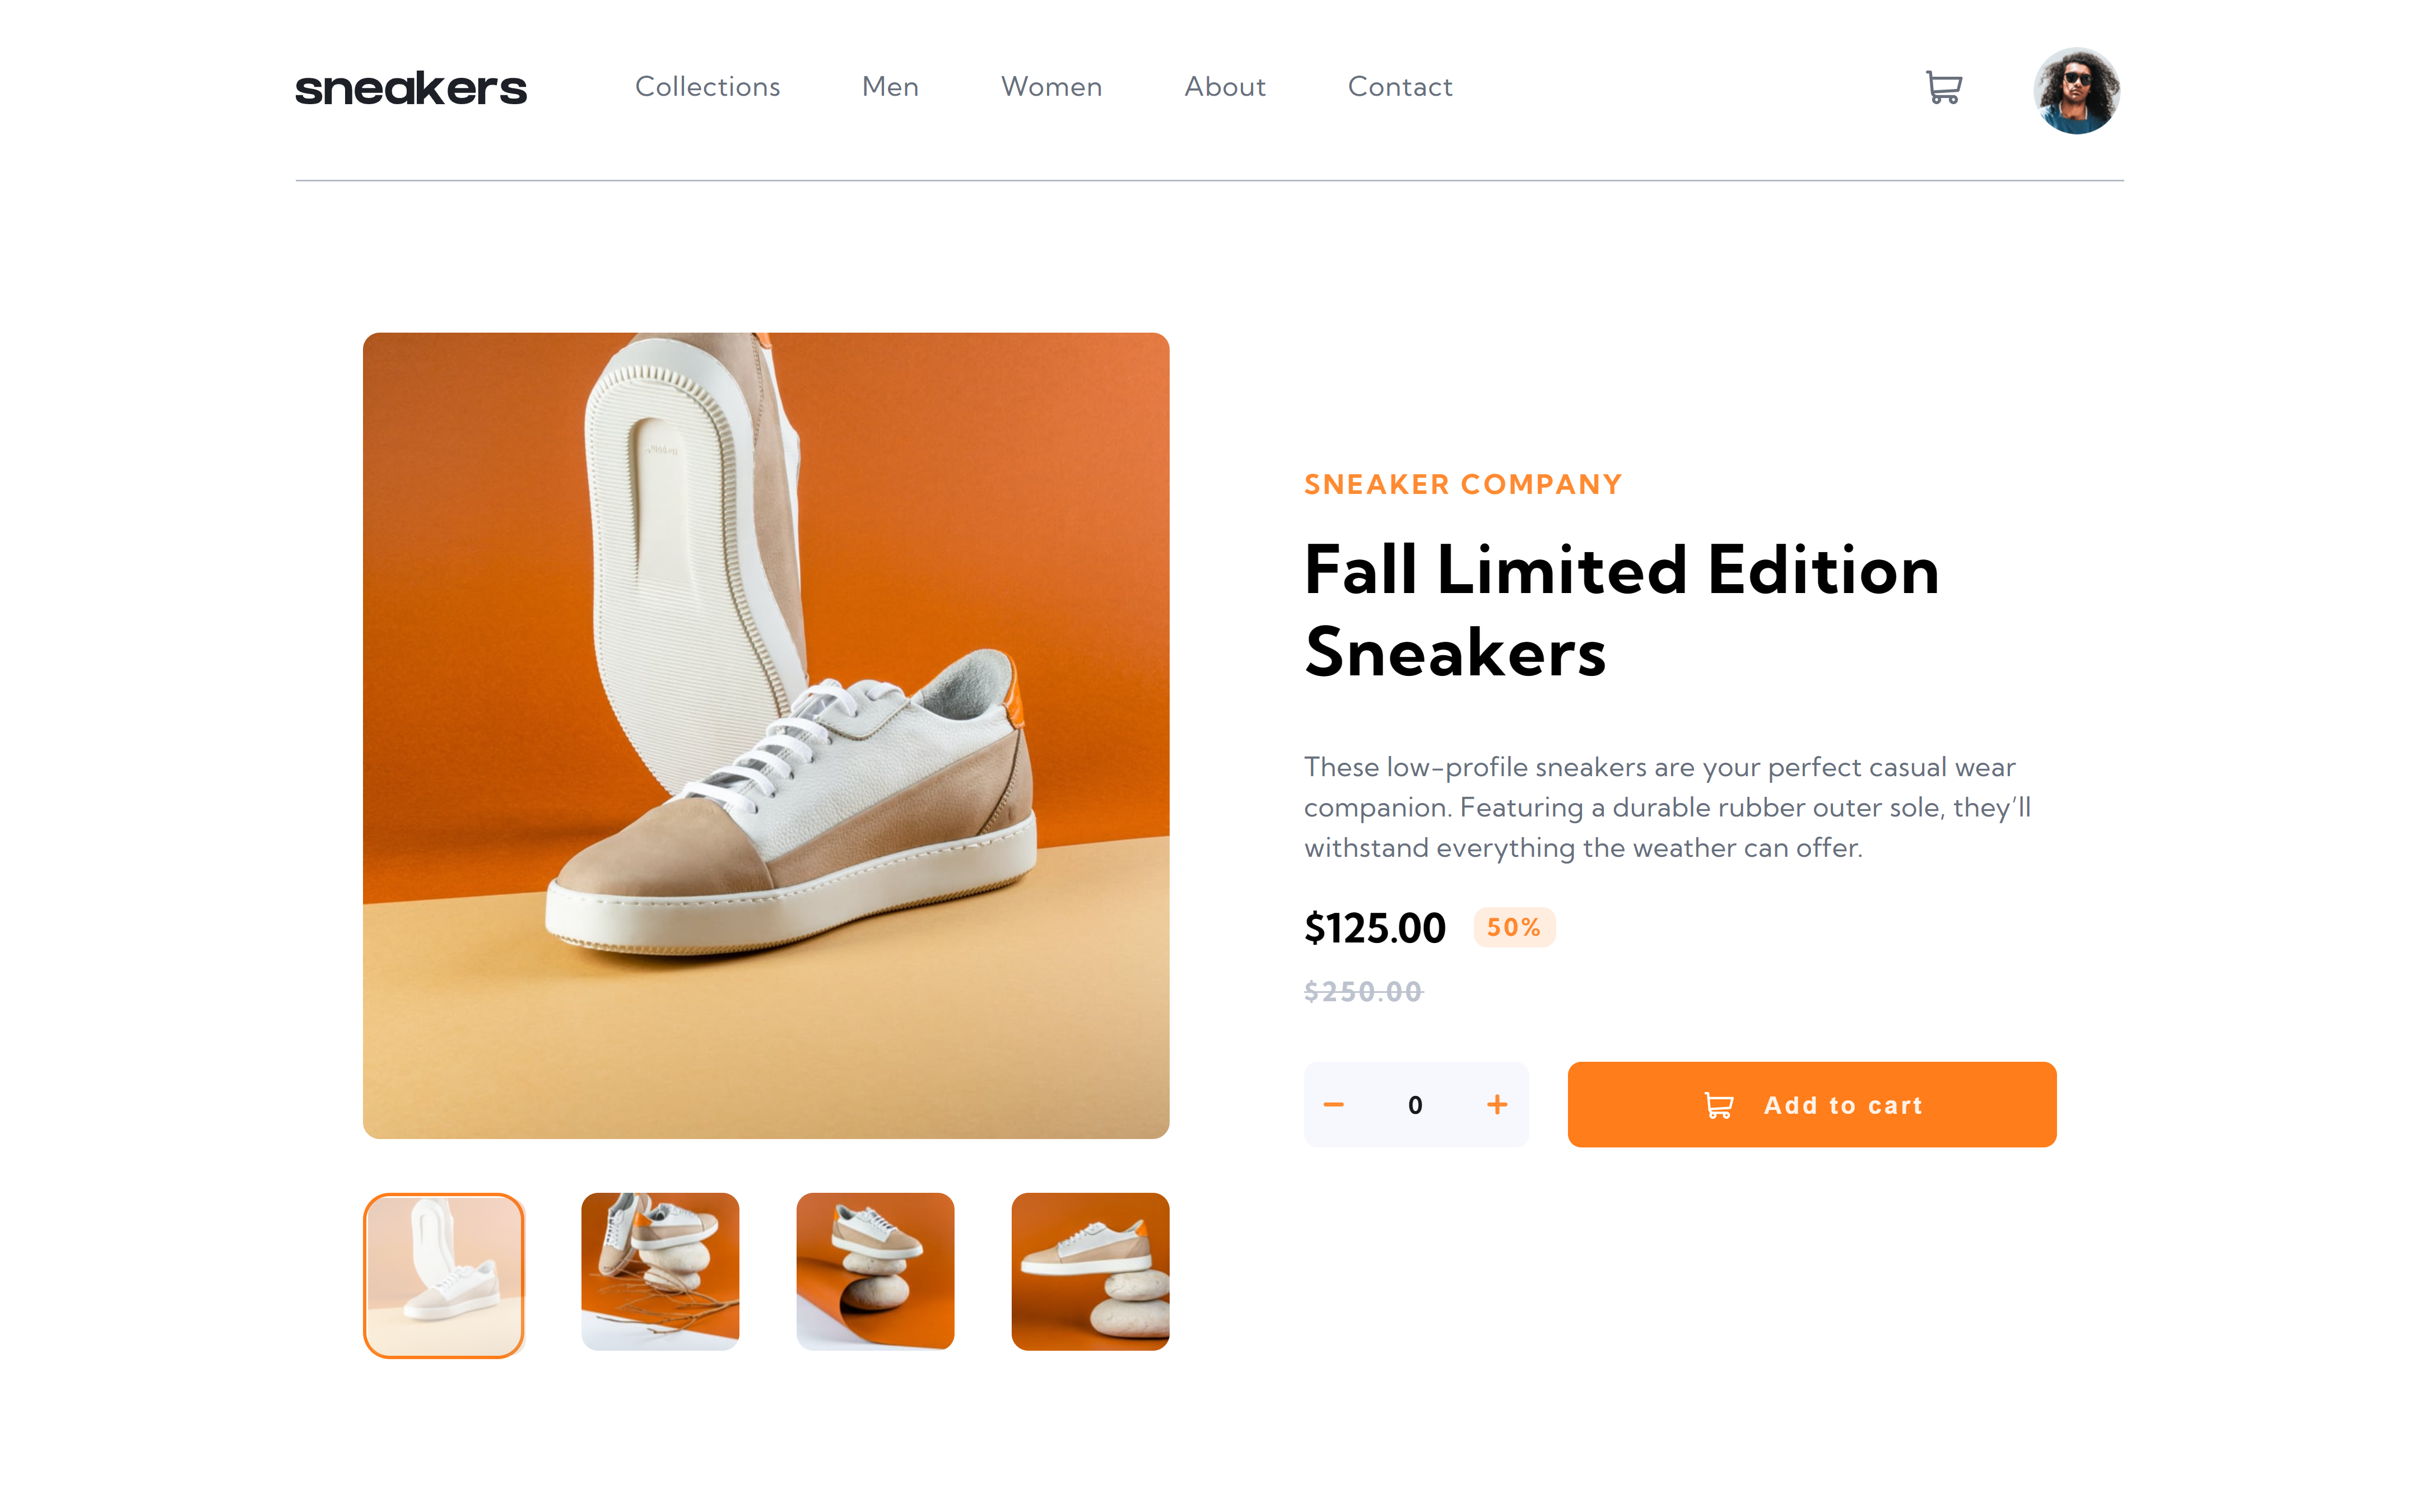 sneakers
Collections Men Women About Contact
SNEAKER COMPANY
Fall Limited Edition
Sneakers
These low-profile sneakers are your perfect casual wear
companion. Featuring a durable rubber outer sole, they’ll
withstand everything the weather can offer.
$125.00 50%
$250.00
0 Add to cart